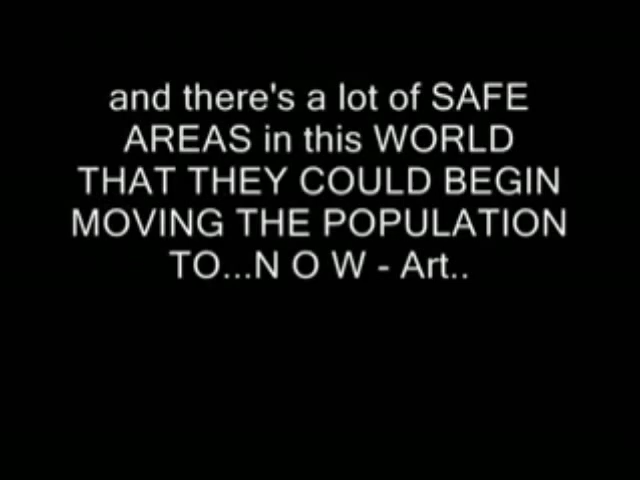 and there's a lot of SAFE
AREAS in this WORLD
THAT THEY COULD BEGIN
MOVING THE POPULATION
TO...N O W - Art..